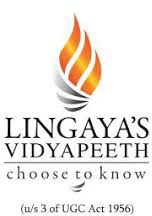 LINGAYA'S
VIDYAPEETH
choose to know
(u/s 3 of UGC Act 1956)